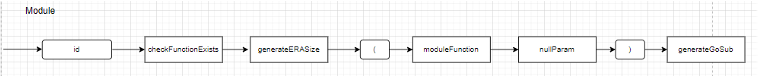 Module
id
checkFunctionExists
generateERASize
(
moduleFunction
nullParam
)
generateGoSub